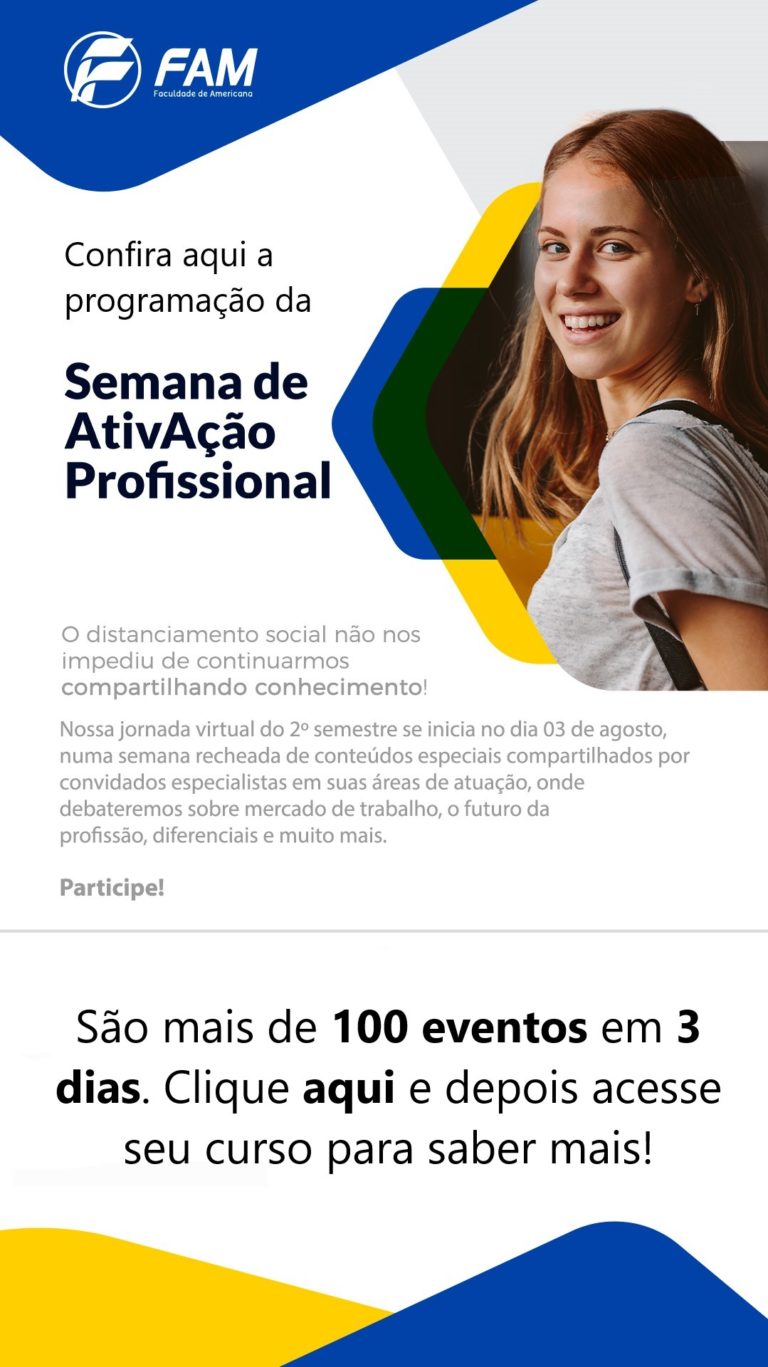 FAM
Faculdade de Americana
Confira aqui a
programação da
Semana de
AtivAção
Profissional
O distanciamento social não nos
impediu de continuarmos
compartilhando conhecimento!
Nossa jornada virtual do 2º semestre se inicia no dia 03 de agosto,
numa semana recheada de conteúdos especiais compartilhados por
convidados especialistas em suas áreas de atuação, onde
debateremos sobre mercado de trabalho, o futuro da
profissão, diferenciais e muito mais.
Participe!
São mais de 100 eventos em 3
dias. Clique aqui e depois acesse
seu curso para saber mais!